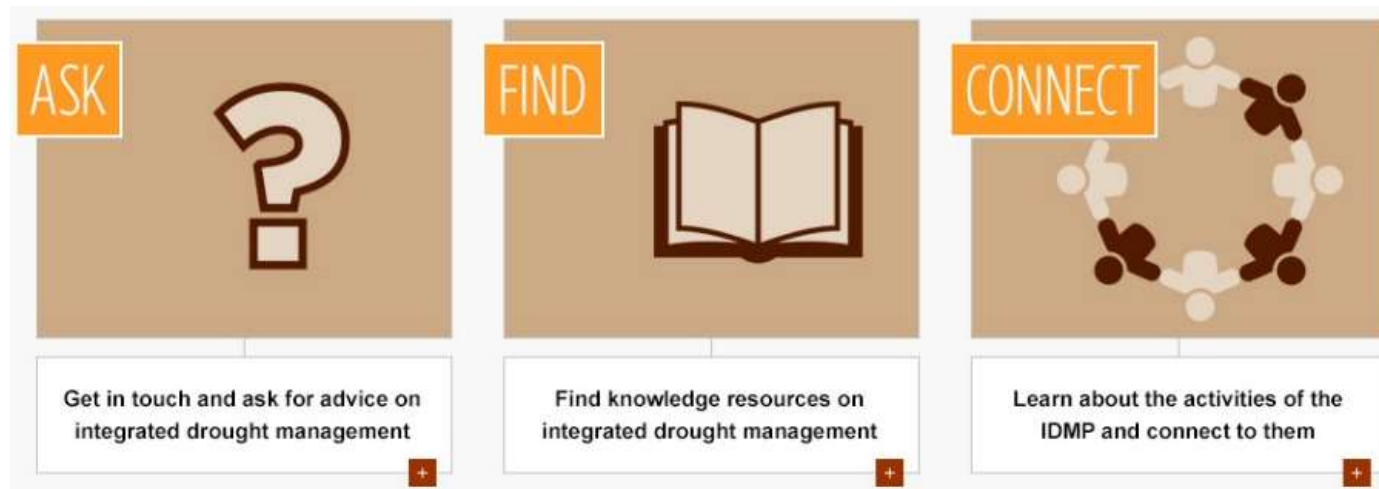 ASK
Get in touch and ask for advice on
integrated drought management
+
FIND
Find knowledge resources on
integrated drought management
+
CONNECT
Learn about the activities of the
IDMP and connect to them
+